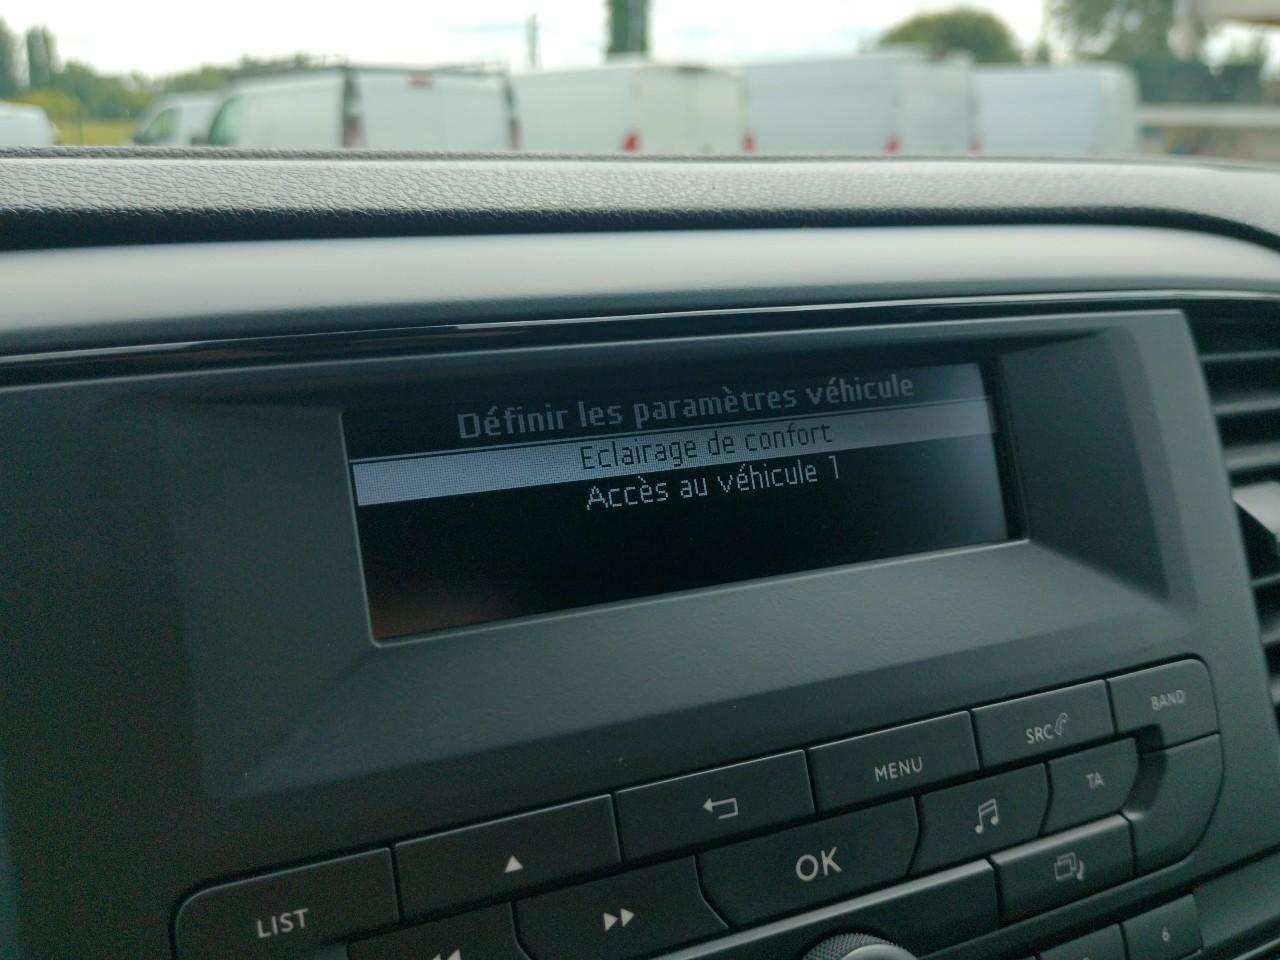 Définir les paramètres véhicule
Eclairage de confort
Accès au véhicule 1
BAND
SRC
MENU
TA
OK
LIST
6